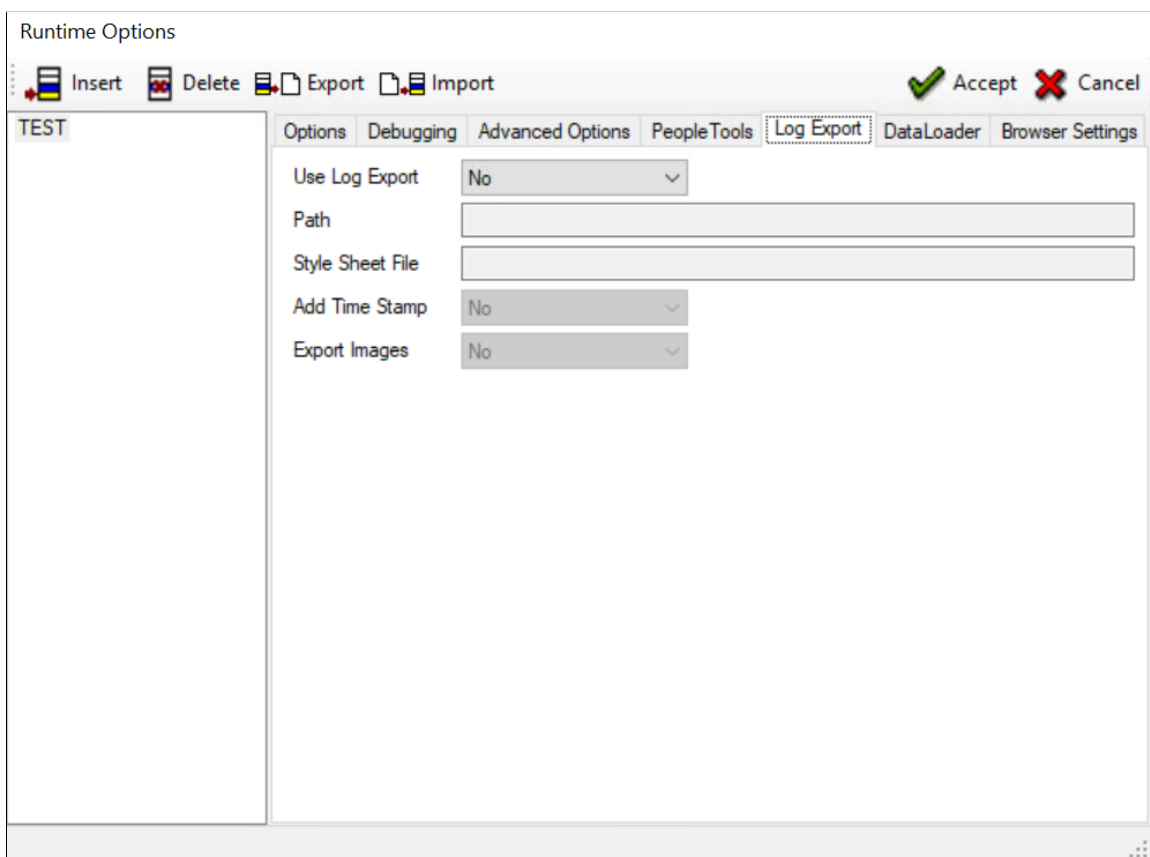 Runtime Options
Insert Delete Export Import Accept Cancel
TEST
Options Debugging Advanced Options PeopleTools Log Export DataLoader Browser Settings
Use Log Export No
Path
Style Sheet File
Add Time Stamp No
Export Images No